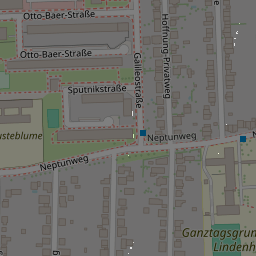 Otto-Baer-Straße
Otto-Baer-Straße
Sputnikstraße
Galileostraße
Hoffnung-Privatweg
usteblume
Neptunweg
Neptunweg
N
Ganztagsgrun
Lindenh